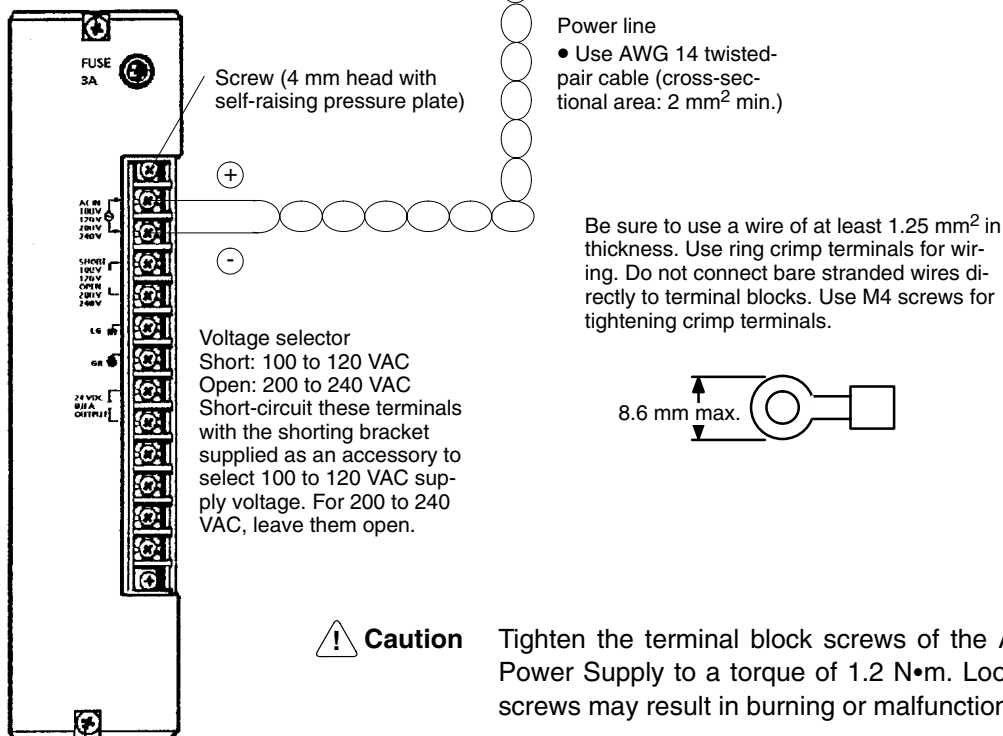 FUSE
3A
Screw (4 mm head with
self-raising pressure plate)
Power line
● Use AWG 14 twisted-
pair cable (cross-sec-
tional area: 2 mm² min.)
+
-
AC IN
100V
120V
200V
240V
SHORT
100V
120V
OPEN
200V
240V
LG
GR
24 VDC
0.8A
OUTPUT
Voltage selector
Short: 100 to 120 VAC
Open: 200 to 240 VAC
Short-circuit these terminals
with the shorting bracket
supplied as an accessory to
select 100 to 120 VAC sup-
ply voltage. For 200 to 240
VAC, leave them open.
Be sure to use a wire of at least 1.25 mm² in
thickness. Use ring crimp terminals for wir-
ing. Do not connect bare stranded wires di-
rectly to terminal blocks. Use M4 screws for
tightening crimp terminals.
8.6 mm max.
! Caution
Tighten the terminal block screws of the
Power Supply to a torque of 1.2 N•m.
screws may result in burning or malfunction